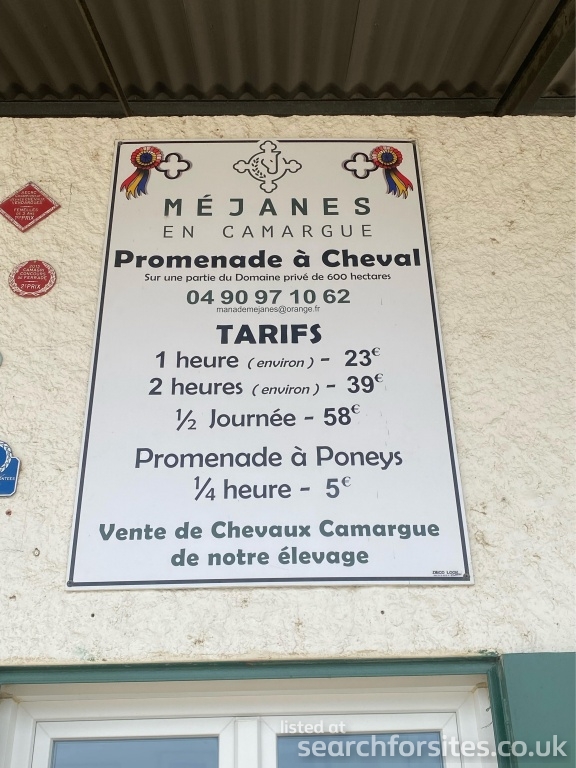 MÉJANES
EN CAMARGUE
Promenade à Cheval
Sur une partie du Domaine privé de 600 hectares
04 90 97 10 62
manademejanes@orange.fr
TARIFS
1 heure (environ) - 23€
2 heures (environ) - 39€
½ Journée - 58€
Promenade à Poneys
¼ heure - 5€
Vente de Chevaux Camargue
de notre élevage
2È PRIX
listed at
searchforsites.co.uk